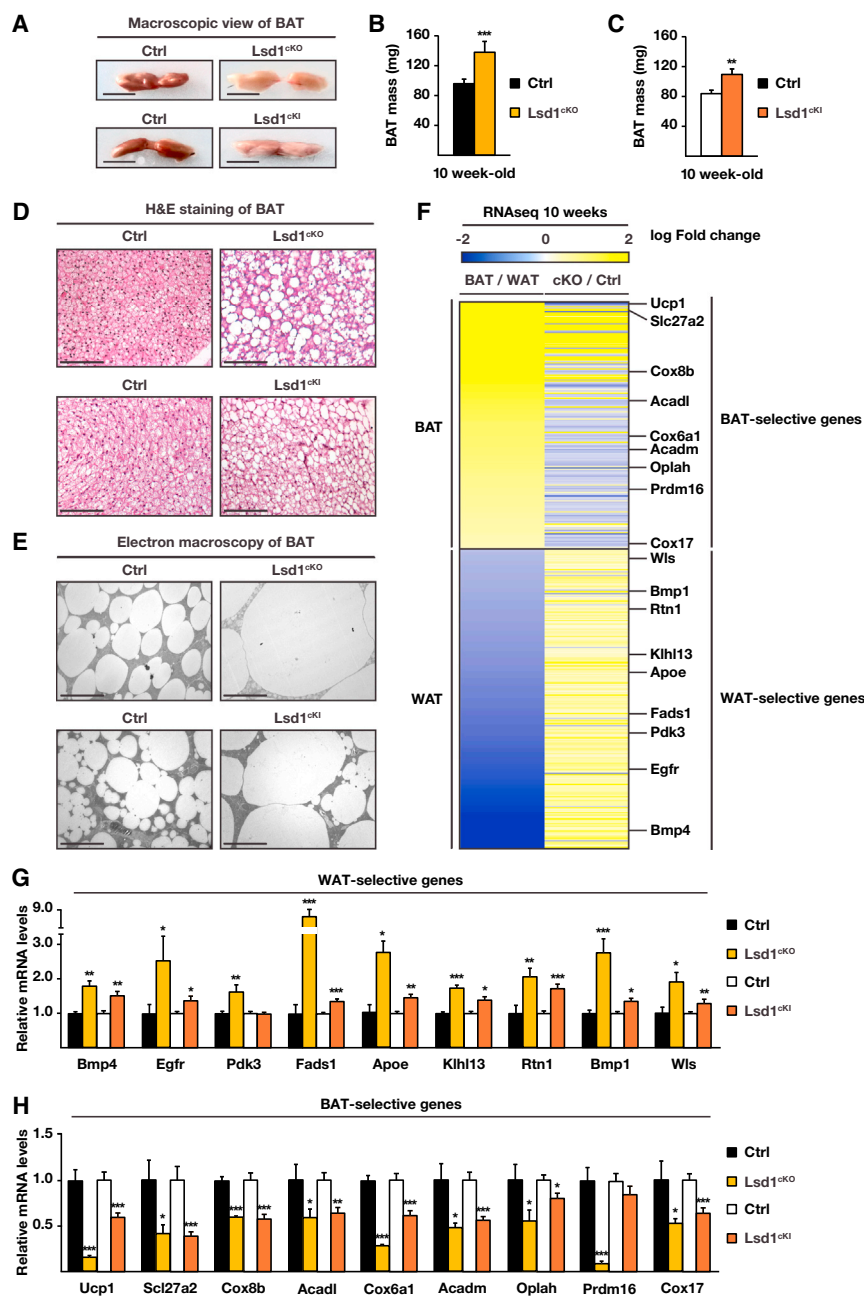 A
Macroscopic view of BAT
Ctrl
Lsd1cKO
Ctrl
Lsd1cKI
B
***
BAT mass (mg)
160
120
80
40
10 week-old
Ctrl
Lsd1cKO
C
**
BAT mass (mg)
160
120
80
40
10 week-old
Ctrl
Lsd1cKI
D
H&E staining of BAT
Ctrl
Lsd1cKO
Ctrl
Lsd1cKI
E
Electron macroscopy of BAT
Ctrl
Lsd1cKO
Ctrl
Lsd1cKI
F
RNAseq 10 weeks
-2 0 2
log Fold change
BAT / WAT cKO / Ctrl
BAT
Ucp1
Slc27a2
Cox8b
Acadl
Cox6a1
Acadm
Oplah
Prdm16
Cox17
BAT-selective genes
WAT
Wls
Bmp1
Rtn1
Klhl13
Apoe
Fads1
Pdk3
Egfr
Bmp4
WAT-selective genes
G
WAT-selective genes
Relative mRNA levels
9.0
3.0
2.0
1.0
** ** * * ** *** *** * ** *** * ** *** *** * * **
Bmp4 Egfr Pdk3 Fads1 Apoe Klhl13 Rtn1 Bmp1 Wls
Ctrl
Lsd1cKO
Ctrl
Lsd1cKI
H
BAT-selective genes
Relative mRNA levels
1.5
1.0
0.5
*** *** * *** *** *** * ** *** *** * *** * * *** * ***
Ucp1 Scl27a2 Cox8b Acadl Cox6a1 Acadm Oplah Prdm16 Cox17
Ctrl
Lsd1cKO
Ctrl
Lsd1cKI